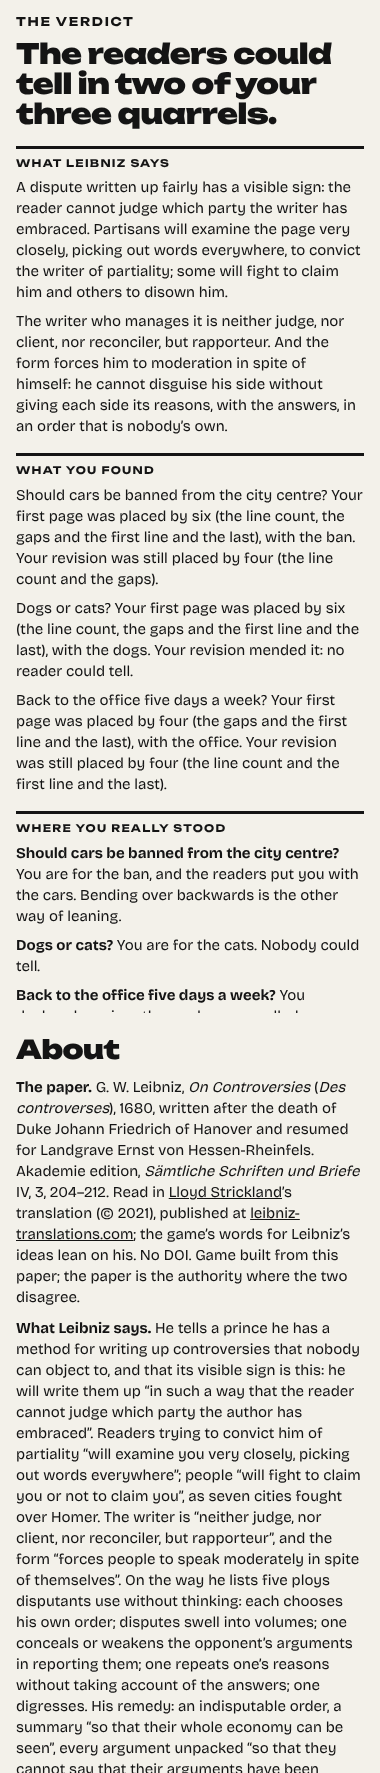 THE VERDICT
The readers could
tell in two of your
three quarrels.
WHAT LEIBNIZ SAYS
A dispute written up fairly has a visible sign: the
reader cannot judge which party the writer has
embraced. Partisans will examine the page very
closely, picking out words everywhere, to convict
the writer of partiality; some will fight to claim
him and others to disown him.
The writer who manages it is neither judge, nor
client, nor reconciler, but rapporteur. And the
form forces him to moderation in spite of
himself: he cannot disguise his side without
giving each side its reasons, with the answers, in
an order that is nobody's own.
WHAT YOU FOUND
Should cars be banned from the city centre? Your
first page was placed by six (the line count, the
gaps and the first line and the last), with the ban.
Your revision was still placed by four (the line
count and the gaps).
Dogs or cats? Your first page was placed by six
(the line count, the gaps and the first line and the
last), with the dogs. Your revision mended it: no
reader could tell.
Back to the office five days a week? Your first
page was placed by four (the gaps and the first
line and the last), with the office. Your revision
was still placed by four (the line count and the
first line and the last).
WHERE YOU REALLY STOOD
Should cars be banned from the city centre?
You are for the ban, and the readers put you with
the cars. Bending over backwards is the other
way of leaning.
Dogs or cats? You are for the cats. Nobody could
tell.
Back to the office five days a week? You
About
The paper. G. W. Leibniz, On Controversies (Des
controverses), 1680, written after the death of
Duke Johann Friedrich of Hanover and resumed
for Landgrave Ernst von Hessen-Rheinfels.
Akademie edition, Sämtliche Schriften und Briefe
IV, 3, 204–212. Read in Lloyd Strickland's
translation (© 2021), published at leibniz-
translations.com; the game's words for Leibniz's
ideas lean on his. No DOI. Game built from this
paper; the paper is the authority where the two
disagree.
What Leibniz says. He tells a prince he has a
method for writing up controversies that nobody
can object to, and that its visible sign is this: he
will write them up “in such a way that the reader
cannot judge which party the author has
embraced”. Readers trying to convict him of
partiality “will examine you very closely, picking
out words everywhere”; people “will fight to claim
you or not to claim you”, as seven cities fought
over Homer. The writer is “neither judge, nor
client, nor reconciler, but rapporteur”, and the
form “forces people to speak moderately in spite
of themselves”. On the way he lists five ploys
disputants use without thinking: each chooses
his own order; disputes swell into volumes; one
conceals or weakens the opponent's arguments
in reporting them; one repeats one's reasons
without taking account of the answers; one
digresses. His remedy: an indisputable order, a
summary “so that their whole economy can be
seen”, every argument unpacked “so that they
cannot say that their arguments have been